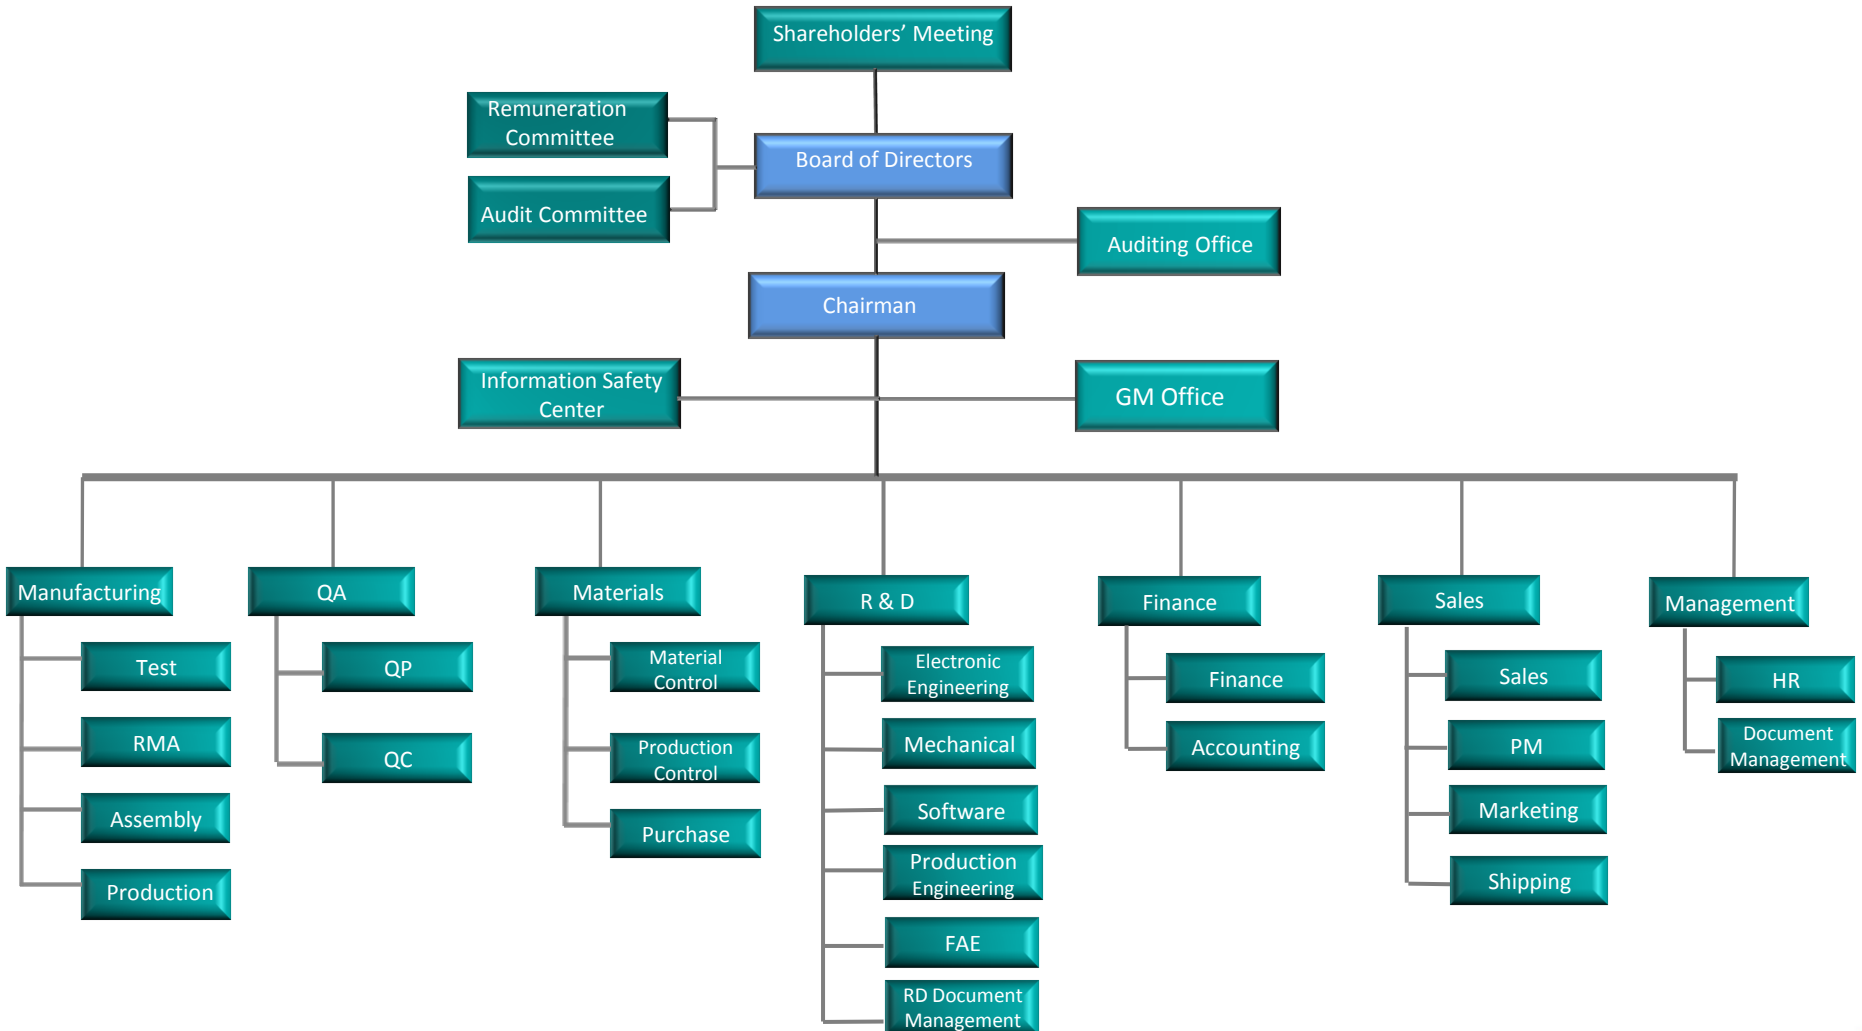 Shareholders’ Meeting
Remuneration
Committee
Board of Directors
Audit Committee
Auditing Office
Chairman
Information Safety
Center
GM Office
Manufacturing
QA
Materials
R & D
Finance
Sales
Management
Test
RMA
Assembly
Production
QP
QC
Material
Control
Production
Control
Purchase
Electronic
Engineering
Mechanical
Software
Production
Engineering
FAE
RD Document
Management
Finance
Accounting
Sales
PM
Marketing
Shipping
HR
Document
Management